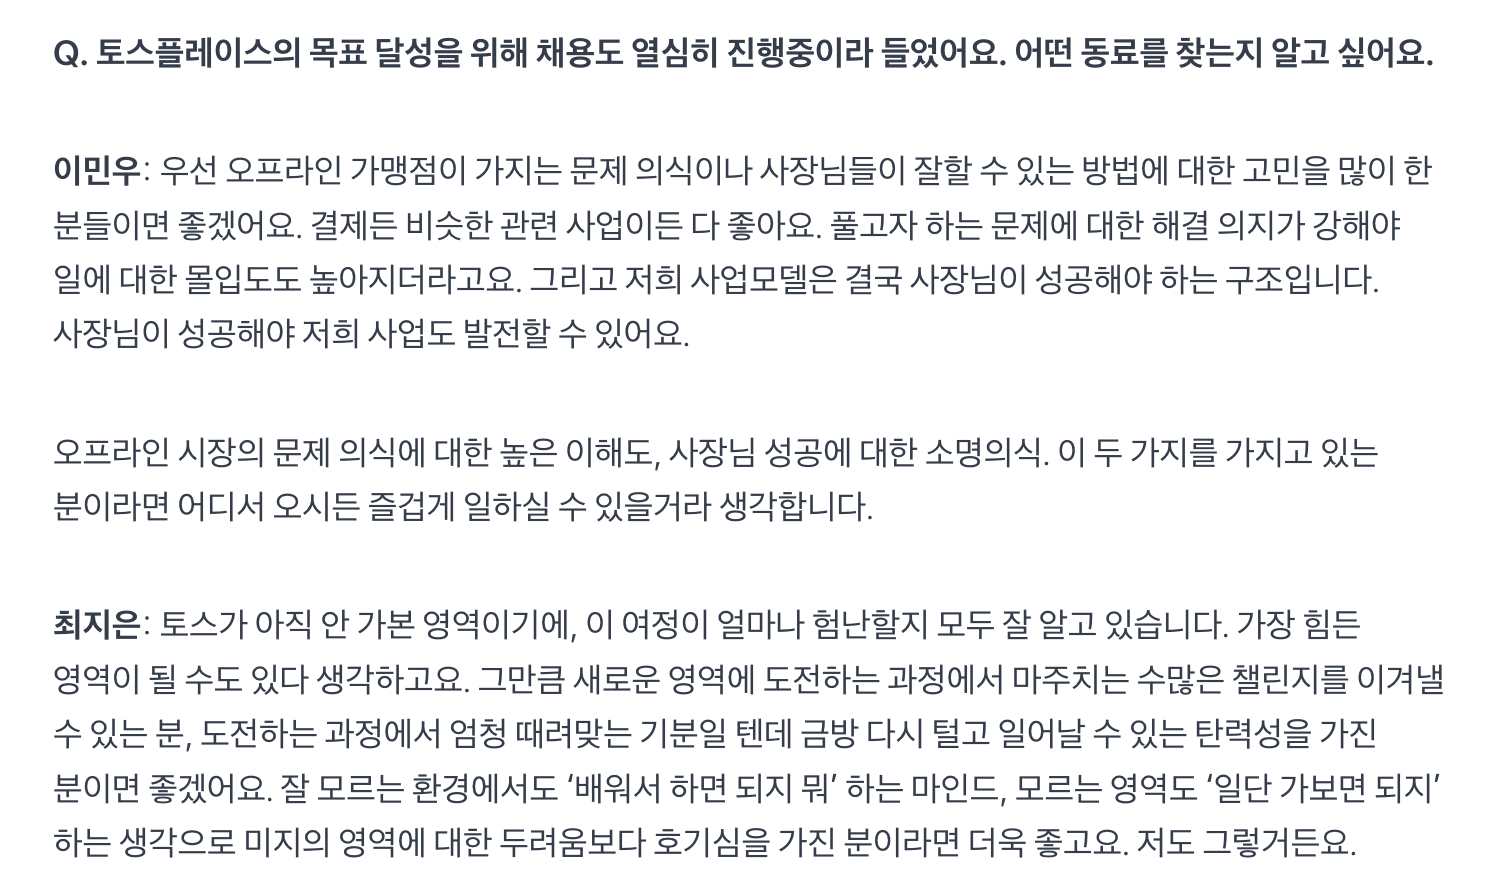 Q. 토스플레이스의 목표 달성을 위해 채용도 열심히 진행중이라 들었어요. 어떤 동료를 찾는지 알고 싶어요.
이민우: 우선 오프라인 가맹점이 가지는 문제 의식이나 사장님들이 잘할 수 있는 방법에 대한 고민을 많이 한
분들이면 좋겠어요. 결제든 비슷한 관련 사업이든 다 좋아요. 풀고자 하는 문제에 대한 해결 의지가 강해야
일에 대한 몰입도도 높아지더라고요. 그리고 저희 사업모델은 결국 사장님이 성공해야 하는 구조입니다.
사장님이 성공해야 저희 사업도 발전할 수 있어요.
오프라인 시장의 문제 의식에 대한 높은 이해도, 사장님 성공에 대한 소명의식. 이 두 가지를 가지고 있는
분이라면 어디서 오시든 즐겁게 일하실 수 있을거라 생각합니다.
최지은: 토스가 아직 안 가본 영역이기에, 이 여정이 얼마나 험난할지 모두 잘 알고 있습니다. 가장 힘든
영역이 될 수도 있다 생각하고요. 그만큼 새로운 영역에 도전하는 과정에서 마주치는 수많은 챌린지를 이겨낼
수 있는 분, 도전하는 과정에서 엄청 때려맞는 기분일 텐데 금방 다시 털고 일어날 수 있는 탄력성을 가진
분이면 좋겠어요. 잘 모르는 환경에서도 ‘배워서 하면 되지 뭐’ 하는 마인드, 모르는 영역도 ‘일단 가보면 되지’
하는 생각으로 미지의 영역에 대한 두려움보다 호기심을 가진 분이라면 더욱 좋고요. 저도 그렇거든요.